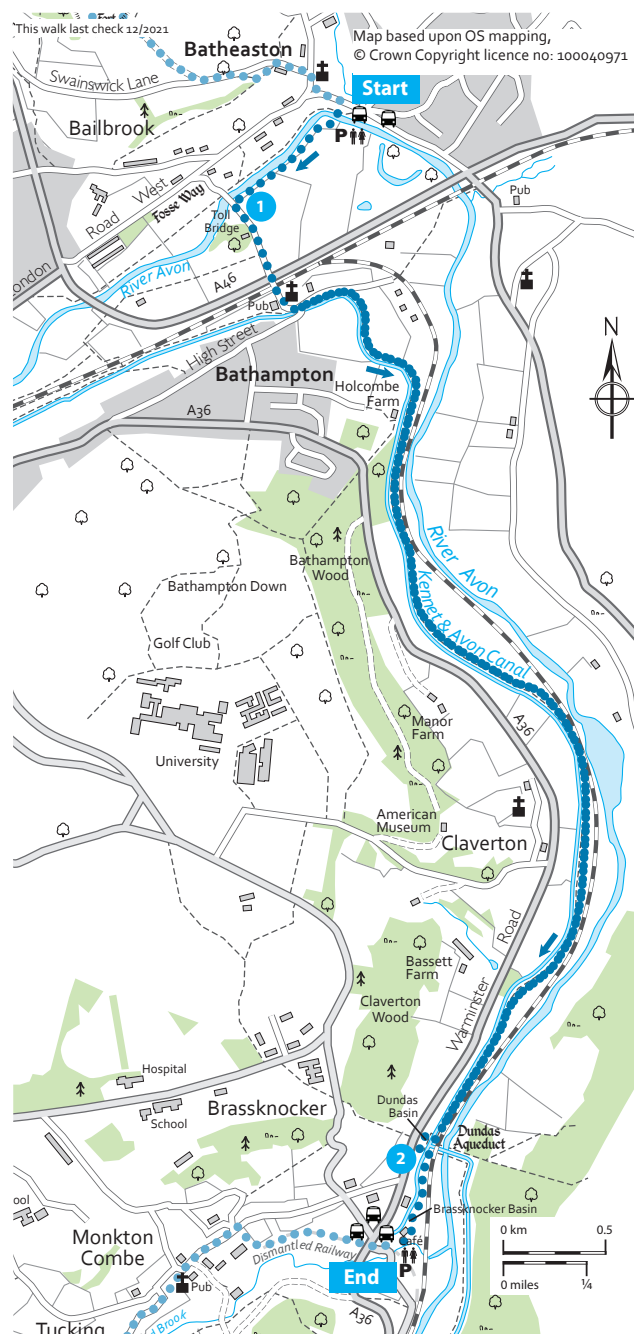 This walk last check 12/2021
Map based upon OS mapping,
© Crown Copyright licence no: 100040971
Batheaston
Swainswick Lane
Start
Bailbrook
P
Pub
Road West
Fosse Way
1
Toll
Bridge
London
River Avon
A46
Pub
High Street
N
Bathampton
Holcombe
Farm
A36
Bathampton
Wood
River Avon
Bathampton Down
Kennet & Avon Canal
Golf Club
Manor
Farm
A36
University
American
Museum
Claverton
Bassett
Farm
Road
Claverton
Wood
Warminster
Hospital
School
Brassknocker
Dundas
Basin
Dundas
Aqueduct
2
Brassknocker Basin
0 km 0.5
Monkton
Combe
Dismantled Railway
Café
P
0 miles ¼
Pub
End
A36
Tucking
Brook